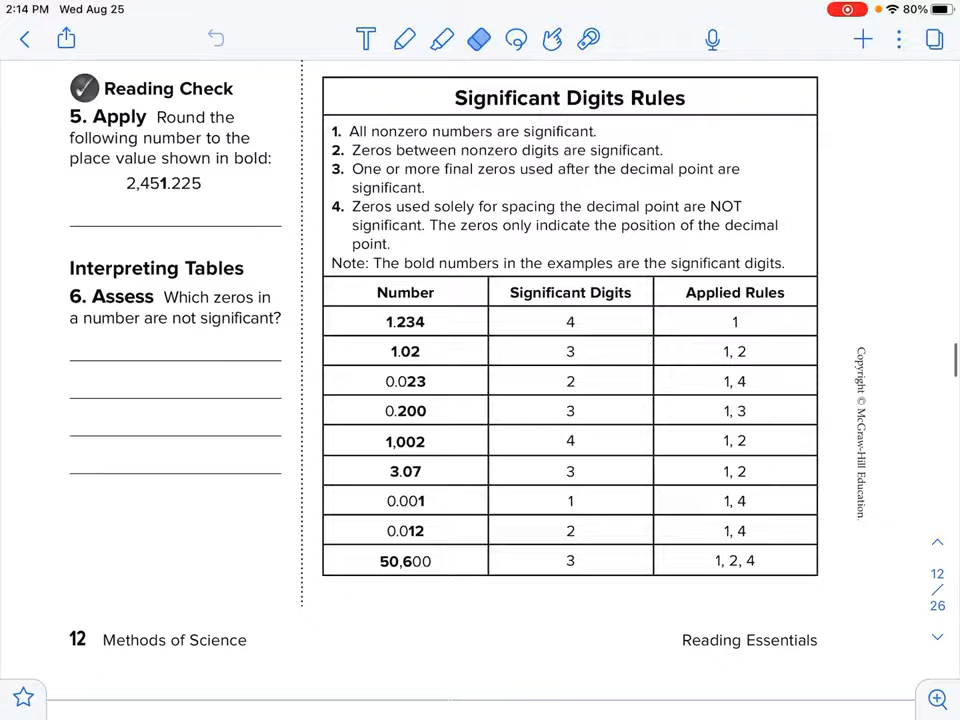 2:14 PM Wed Aug 25
80%
Reading Check
5. Apply Round the
following number to the
place value shown in bold:
2,451.225
Interpreting Tables
6. Assess Which zeros in
a number are not significant?
Significant Digits Rules
1. All nonzero numbers are significant.
2. Zeros between nonzero digits are significant.
3. One or more final zeros used after the decimal point are
significant.
4. Zeros used solely for spacing the decimal point are NOT
significant. The zeros only indicate the position of the decimal
point.
Note: The bold numbers in the examples are the significant digits.
Number Significant Digits Applied Rules
1.234 4 1
1.02 3 1, 2
0.023 2 1, 4
0.200 3 1, 3
1,002 4 1, 2
3.07 3 1, 2
0.001 1 1, 4
0.012 2 1, 4
50,600 3 1, 2, 4
Copyright © McGraw-Hill Education.
12
/
26
12 Methods of Science
Reading Essentials